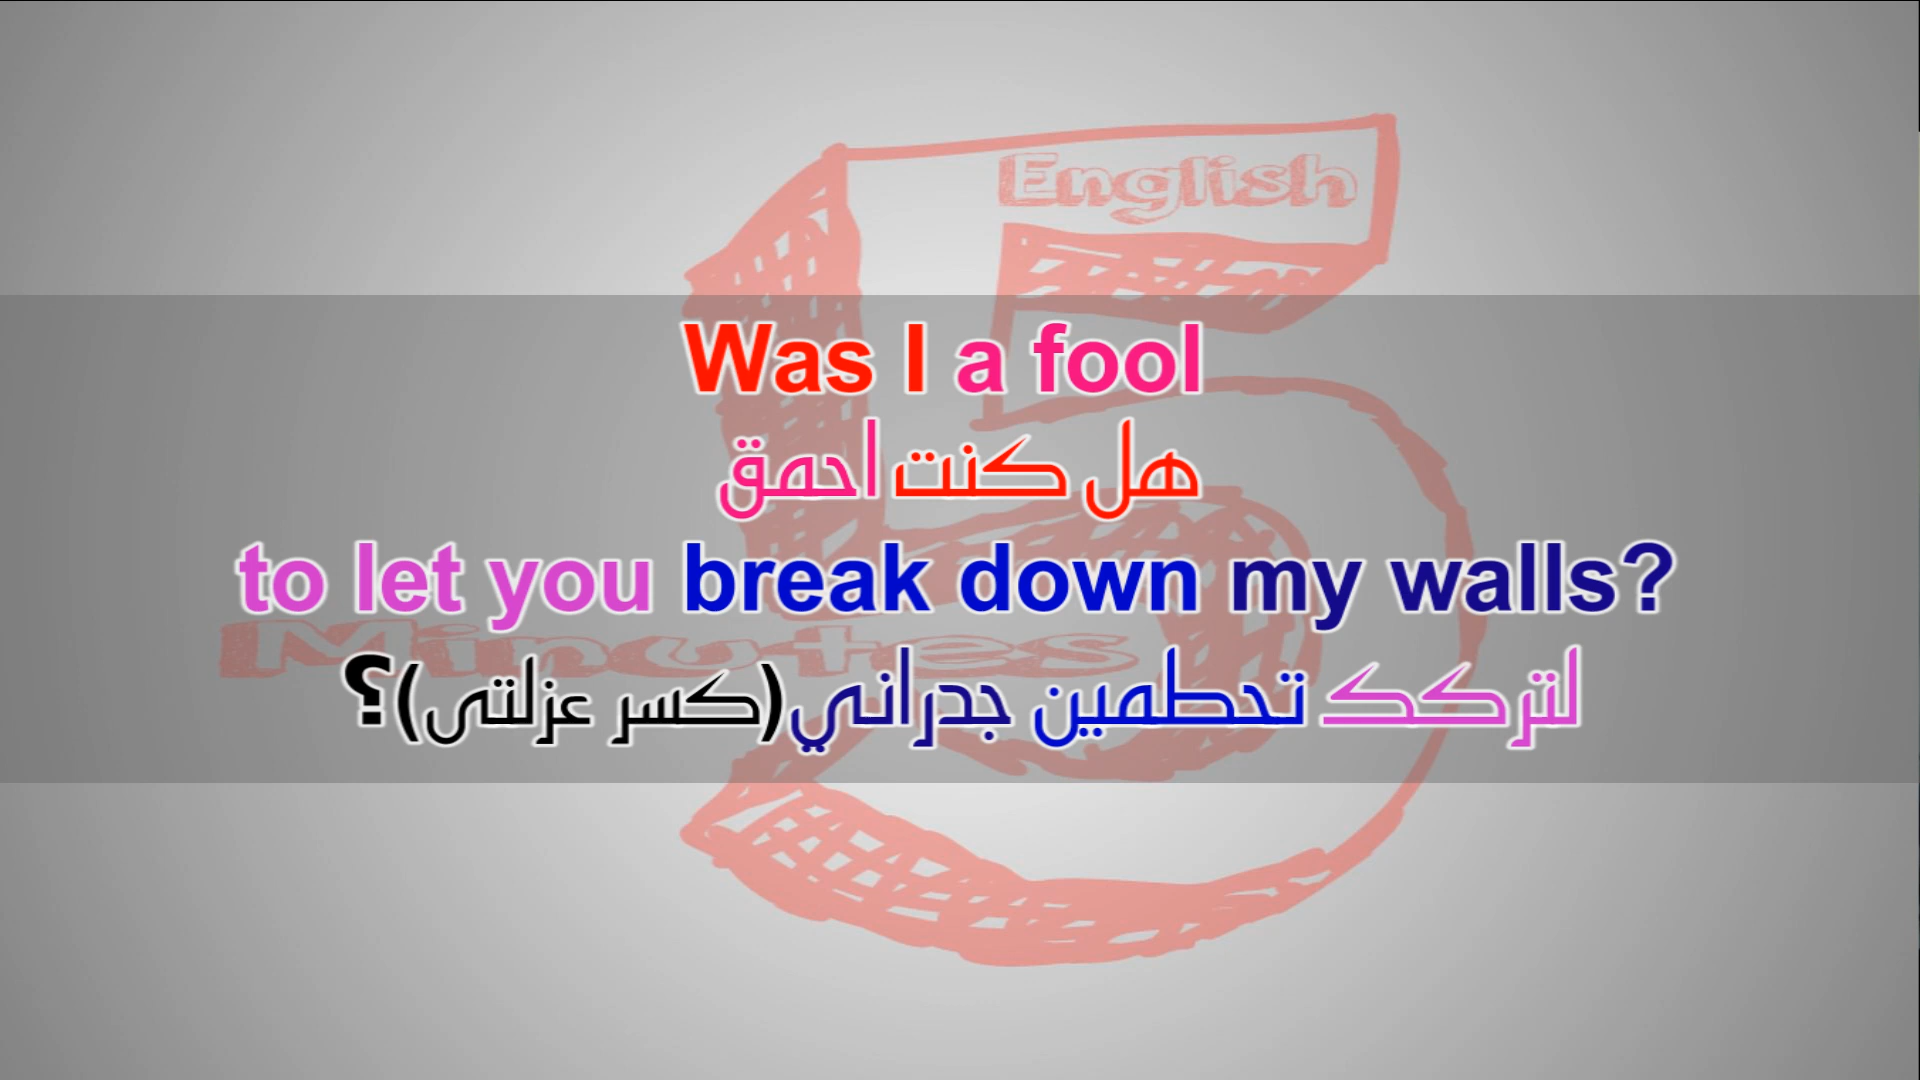 English
Was I a fool
هل كنت احمق
to let you break down my walls?
Minutes
لتركك تحطمين جدراني(كسر عزلتى)؟